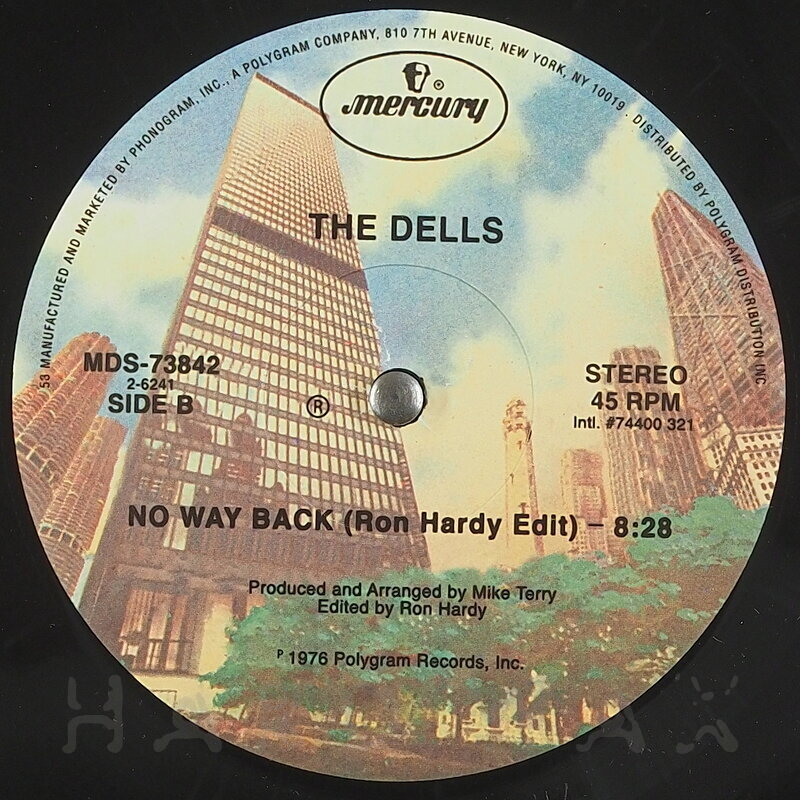 53 MANUFACTURED AND MARKETED BY PHONOGRAM, INC., A POLYGRAM COMPANY, 810 7TH AVENUE, NEW YORK, NY 10019. DISTRIBUTED BY POLYGRAM DISTRIBUTION INC
mercury®
THE DELLS
MDS-73842
2-6241
SIDE B
®
STEREO
45 RPM
Intl. #74400 321
NO WAY BACK (Ron Hardy Edit) – 8:28
Produced and Arranged by Mike Terry
Edited by Ron Hardy
P 1976 Polygram Records, Inc.